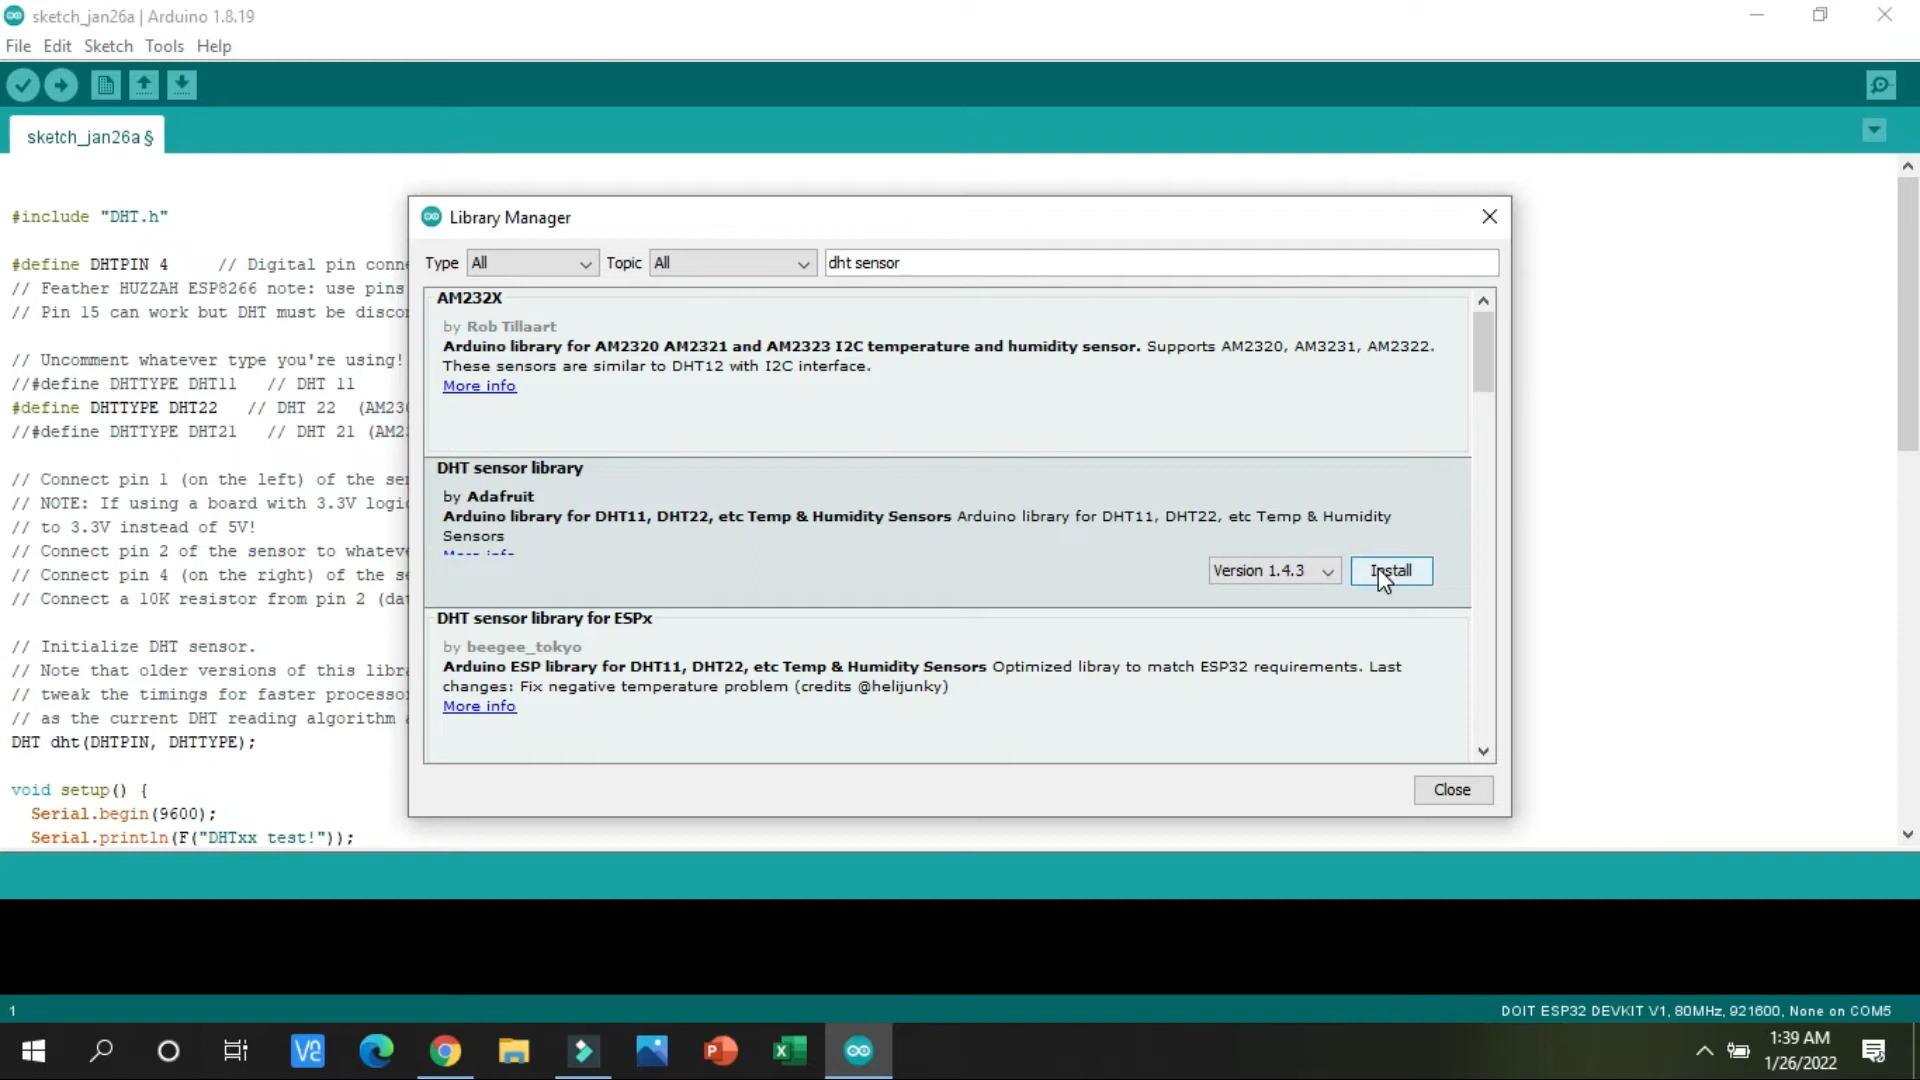 sketch_jan26a | Arduino 1.8.19
File Edit Sketch Tools Help
sketch_jan26a §
#include "DHT.h"
#define DHTPIN 4 // Digital pin conne
// Feather HUZZAH ESP8266 note: use pins
// Pin 15 can work but DHT must be disco
// Uncomment whatever type you're using!
//#define DHTTYPE DHT11 // DHT 11
#define DHTTYPE DHT22 // DHT 22 (AM230
//#define DHTTYPE DHT21 // DHT 21 (AM2
// Connect pin 1 (on the left) of the se
// NOTE: If using a board with 3.3V logi
// to 3.3V instead of 5V!
// Connect pin 2 of the sensor to whateve
// Connect pin 4 (on the right) of the se
// Connect a 10K resistor from pin 2 (dat
// Initialize DHT sensor.
// Note that older versions of this libra
// tweak the timings for faster processor
// as the current DHT reading algorithm a
DHT dht(DHTPIN, DHTTYPE);
void setup() {
Serial.begin(9600);
Serial.println(F("DHTxx test!"));
Library Manager
Type All Topic All dht sensor
AM232X
by Rob Tillaart
Arduino library for AM2320 AM2321 and AM2323 I2C temperature and humidity sensor. Supports AM2320, AM3231, AM2322.
These sensors are similar to DHT12 with I2C interface.
More info
DHT sensor library
by Adafruit
Arduino library for DHT11, DHT22, etc Temp & Humidity Sensors Arduino library for DHT11, DHT22, etc Temp & Humidity
Sensors
More info
Version 1.4.3 Install
DHT sensor library for ESPx
by beegee_tokyo
Arduino ESP library for DHT11, DHT22, etc Temp & Humidity Sensors Optimized libray to match ESP32 requirements. Last
changes: Fix negative temperature problem (credits @helijunky)
More info
Close
1
DOIT ESP32 DEVKIT V1, 80MHz, 921600, None on COM5
1:39 AM
1/26/2022